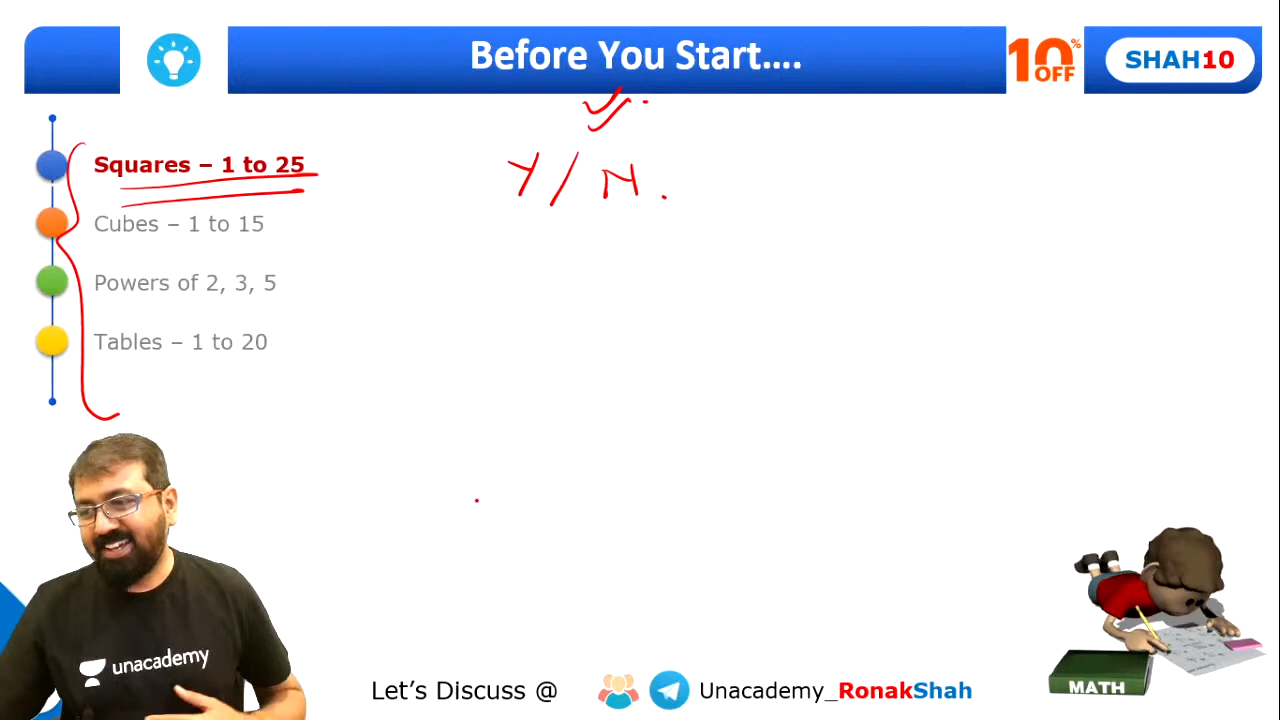 Before You Start....
10% OFF
SHAH10
Y / N.
Squares – 1 to 25
Cubes – 1 to 15
Powers of 2, 3, 5
Tables – 1 to 20
unacademy
MATH
Let's Discuss @ Unacademy_RonakShah